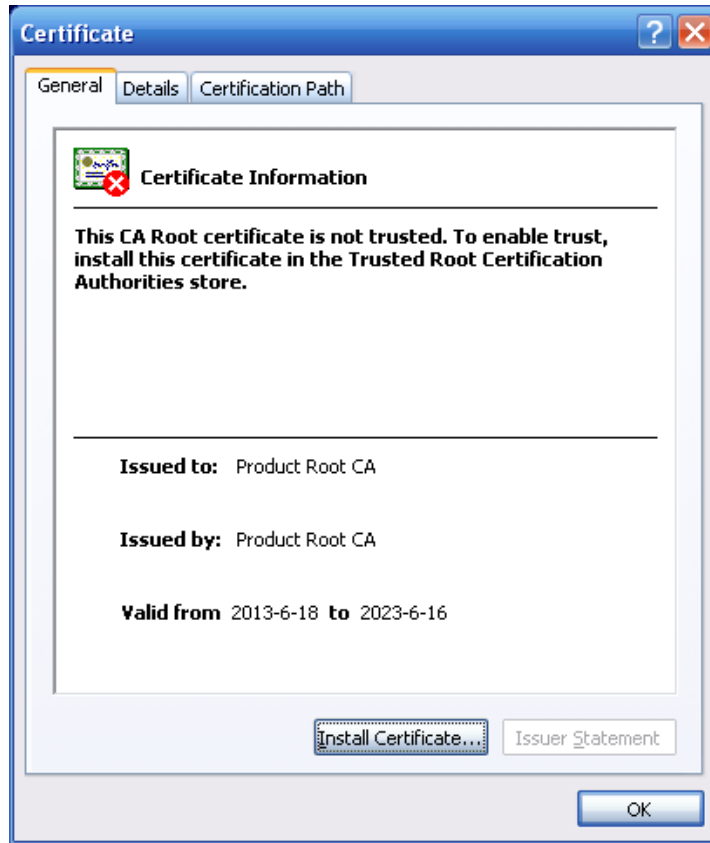 Certificate
General Details Certification Path
Certificate Information
This CA Root certificate is not trusted. To enable trust,
install this certificate in the Trusted Root Certification
Authorities store.
Issued to: Product Root CA
Issued by: Product Root CA
Valid from 2013-6-18 to 2023-6-16
Install Certificate... Issuer Statement
OK